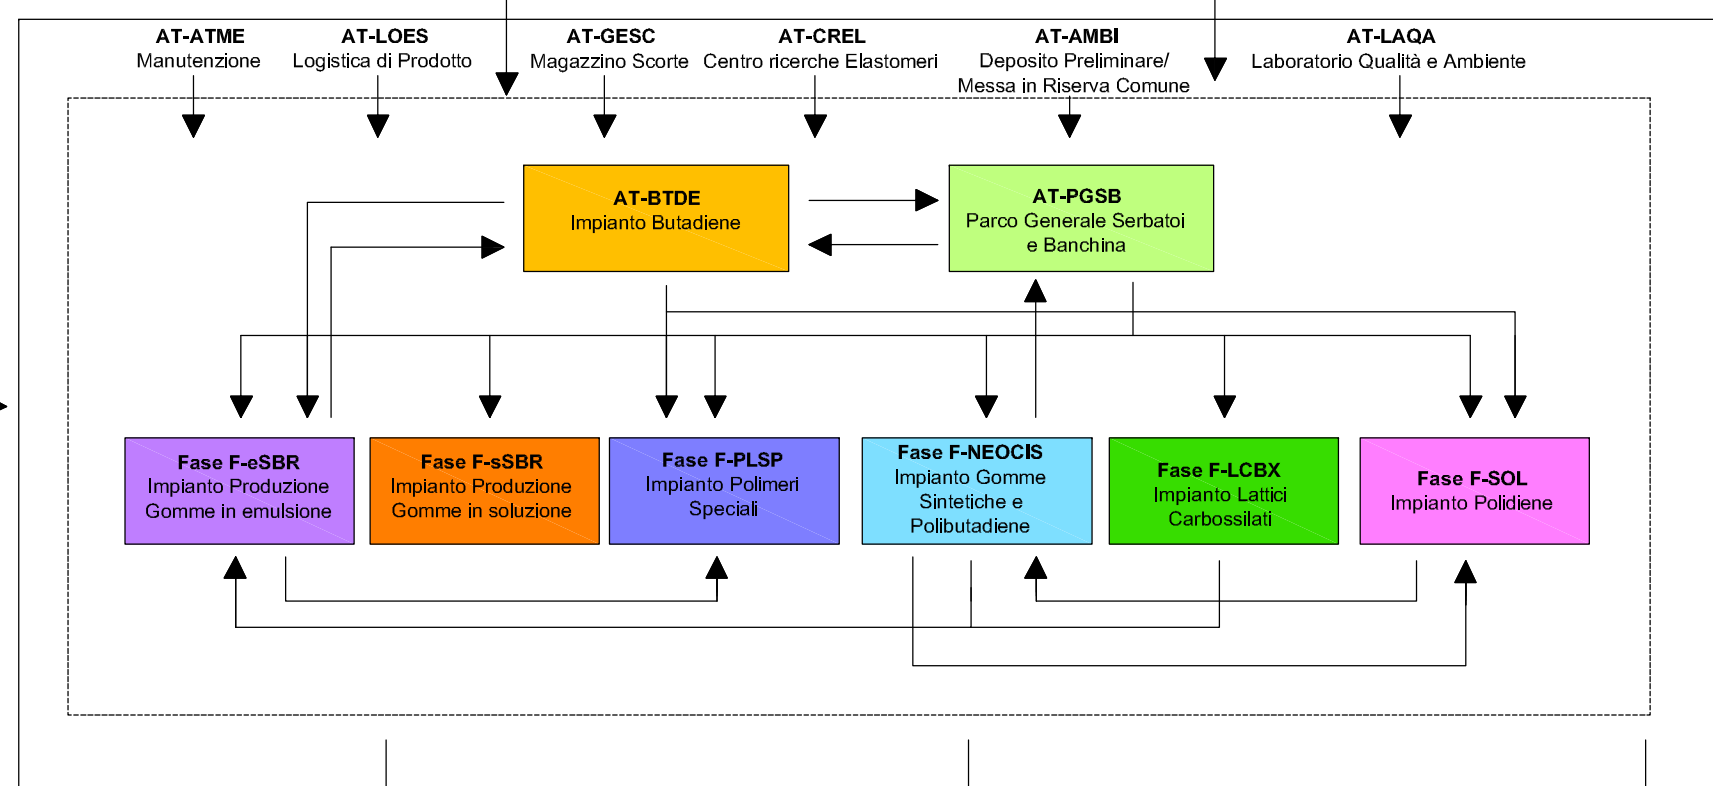 AT-ATME
Manutenzione
AT-LOES
Logistica di Prodotto
AT-GESC
Magazzino Scorte
AT-CREL
Centro ricerche Elastomeri
AT-AMBI
Deposito Preliminare/
Messa in Riserva Comune
AT-LAQA
Laboratorio Qualità e Ambiente
AT-BTDE
Impianto Butadiene
AT-PGSB
Parco Generale Serbatoi
e Banchina
Fase F-eSBR
Impianto Produzione
Gomme in emulsione
Fase F-sSBR
Impianto Produzione
Gomme in soluzione
Fase F-PLSP
Impianto Polimeri
Speciali
Fase F-NEOCIS
Impianto Gomme
Sintetiche e
Polibutadiene
Fase F-LCBX
Impianto Lattici
Carbossilati
Fase F-SOL
Impianto Polidiene